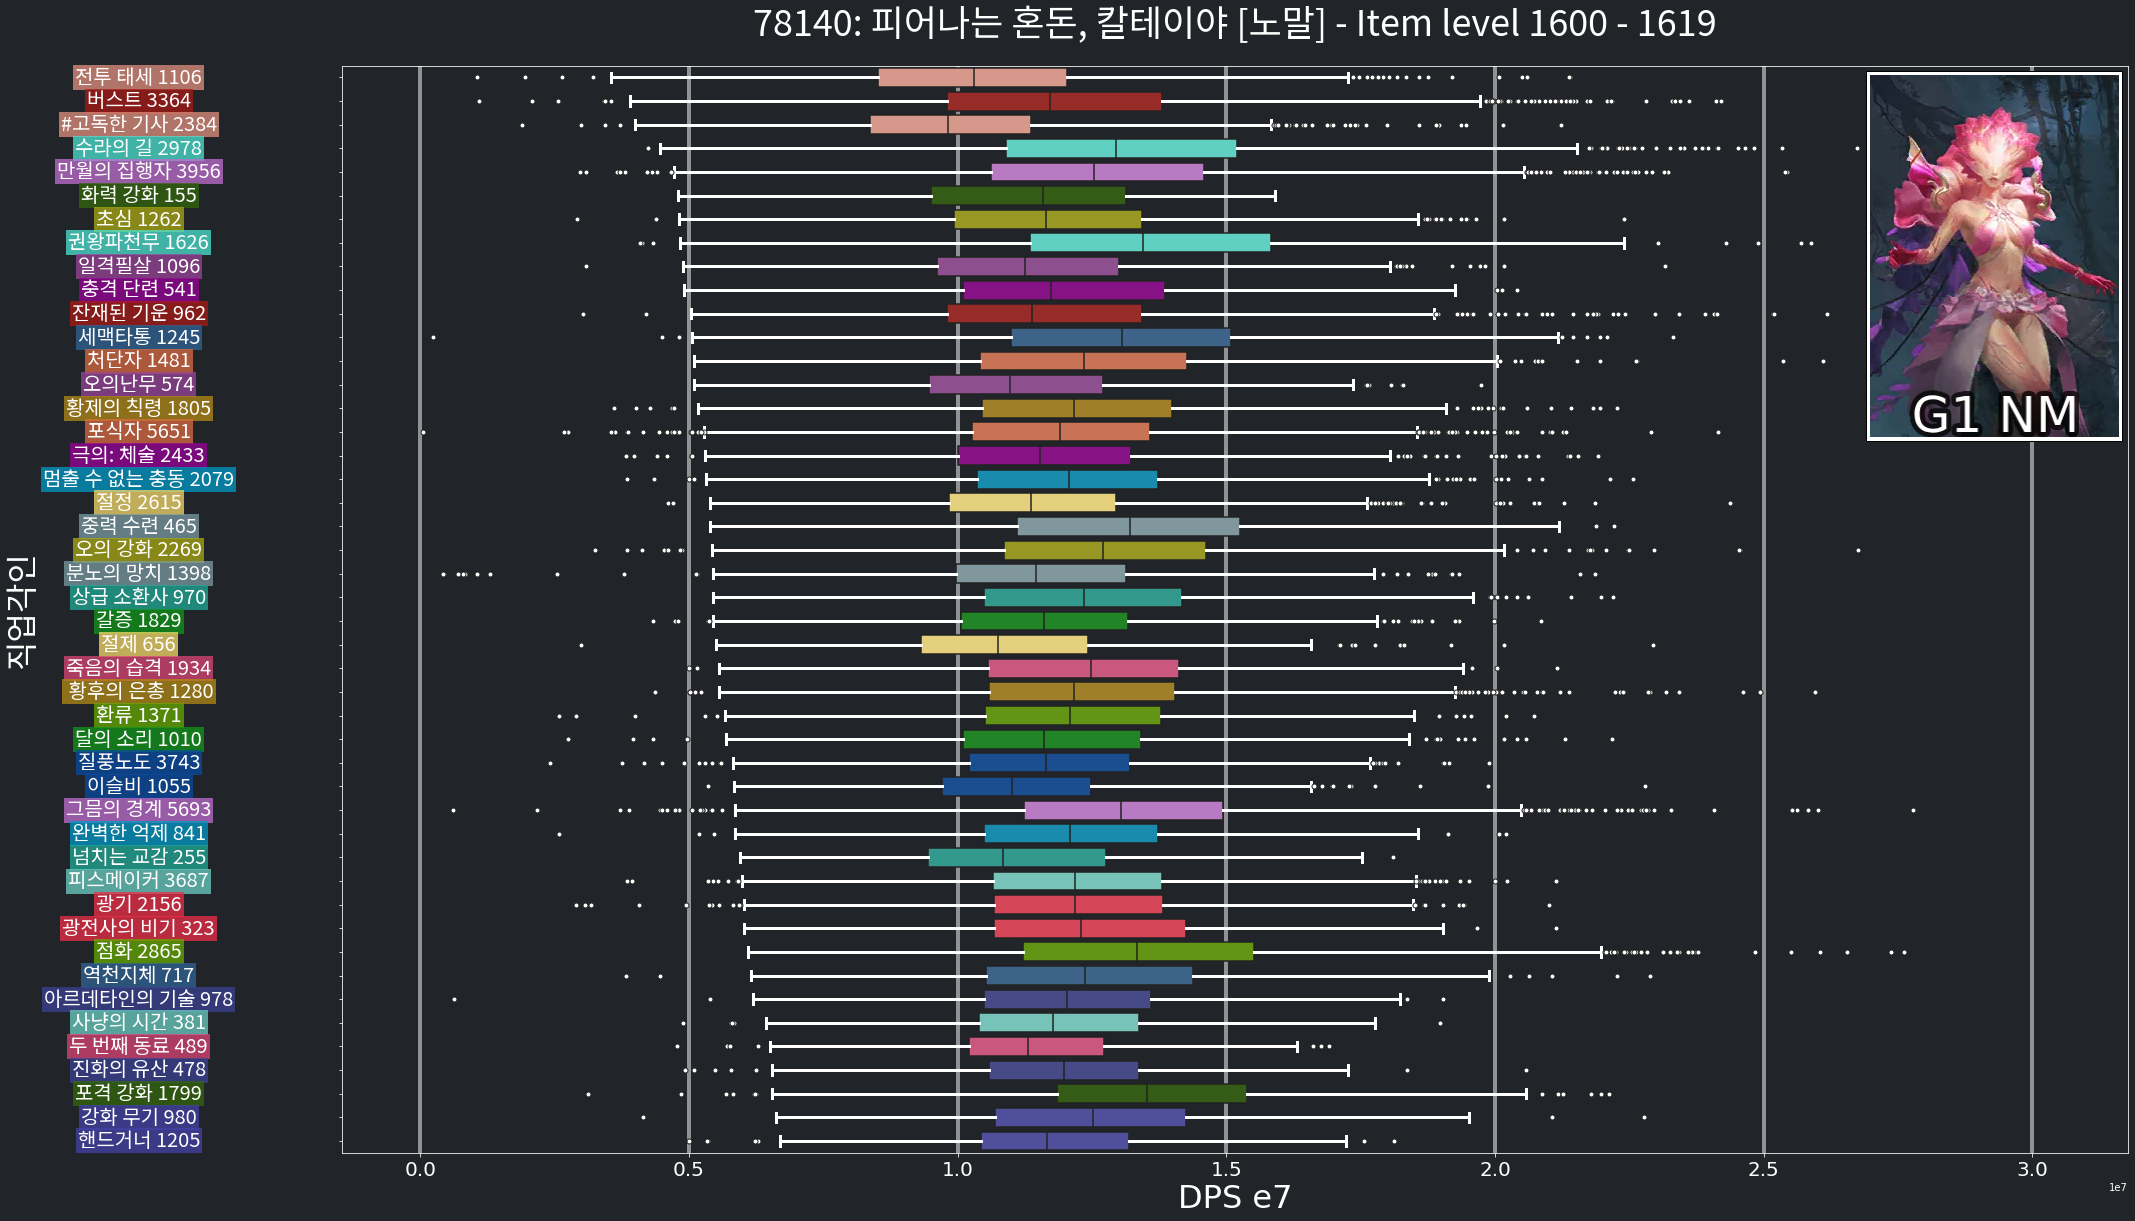 78140: 피어나는 혼돈, 칼테이야 [노말] - Item level 1600 - 1619
전투 태세 1106
버스트 3364
#고독한 기사 2384
수라의 길 2978
만월의 집행자 3956
화력 강화 155
초심 1262
권왕파천무 1626
일격필살 1096
충격 단련 541
잔재된 기운 962
세맥타통 1245
처단자 1481
오의난무 574
황제의 칙령 1805
포식자 5651
극의: 체술 2433
멈출 수 없는 충동 2079
절정 2615
중력 수련 465
오의 강화 2269
분노의 망치 1398
상급 소환사 970
갈증 1829
절제 656
죽음의 습격 1934
황후의 은총 1280
환류 1371
달의 소리 1010
질풍노도 3743
이슬비 1055
그믐의 경계 5693
완벽한 억제 841
넘치는 교감 255
피스메이커 3687
광기 2156
광전사의 비기 323
점화 2865
역천지체 717
아르데타인의 기술 978
사냥의 시간 381
두 번째 동료 489
진화의 유산 478
포격 강화 1799
강화 무기 980
핸드거너 1205
직업각인
G1 NM
0.0 0.5 1.0 1.5 2.0 2.5 3.0
DPS e7
1e7